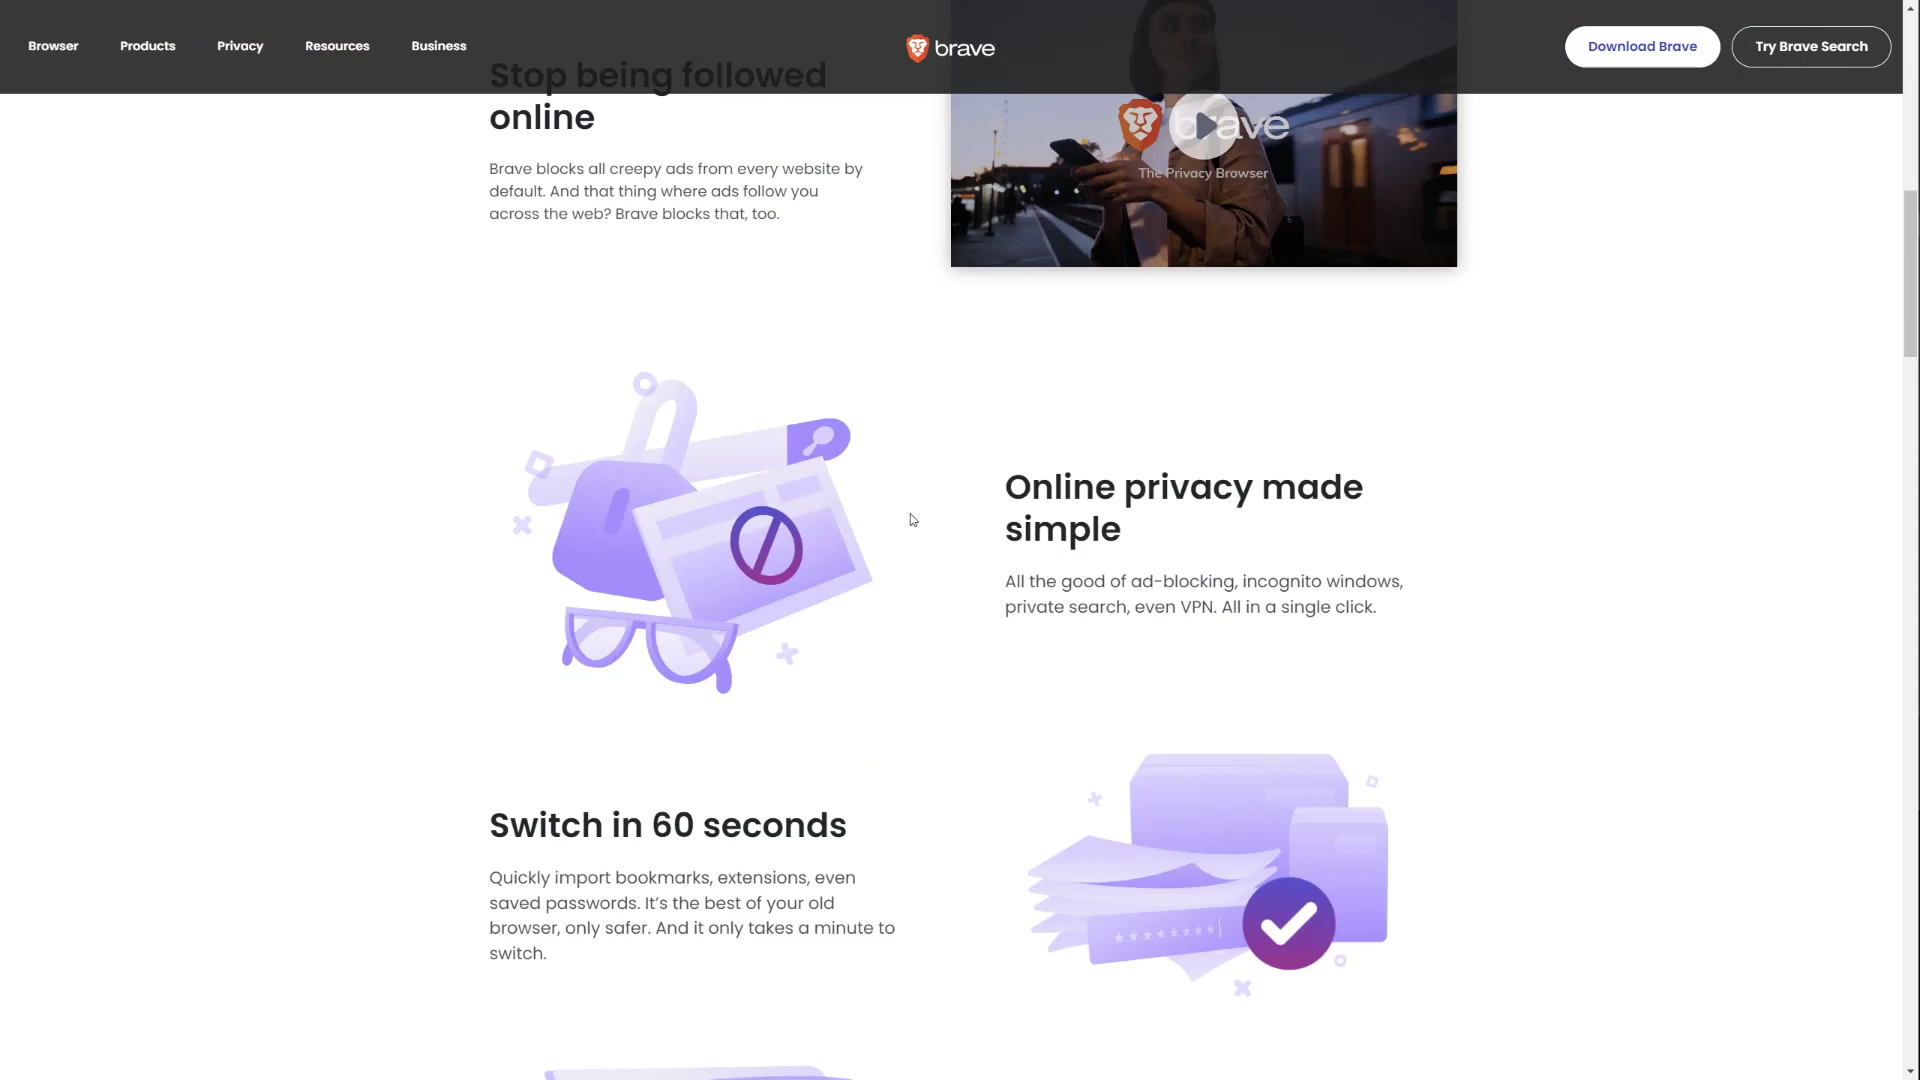 Browser
Products
Privacy
Resources
Business
brave
Download Brave
Try Brave Search
Stop being followed
online
Brave blocks all creepy ads from every website by
default. And that thing where ads follow you
across the web? Brave blocks that, too.
brave
The Privacy Browser
Online privacy made
simple
All the good of ad-blocking, incognito windows,
private search, even VPN. All in a single click.
Switch in 60 seconds
Quickly import bookmarks, extensions, even
saved passwords. It’s the best of your old
browser, only safer. And it only takes a minute to
switch.
********|